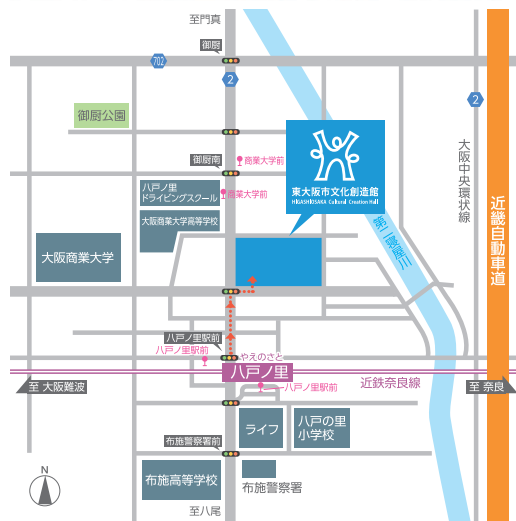 至門真
御厨
702
2
2
御厨公園
商業大学前
御厨南
八戸ノ里
ドライビングスクール
商業大学前
大阪商業大学高等学校
大阪商業大学
東大阪市文化創造館
HIGASHIOSAKA Cultural Creation Hall
第二寝屋川
大阪中央環状線
近畿自動車道
八戸ノ里駅前
八戸ノ里駅前
やえのさと
八戸ノ里
近鉄奈良線
至 大阪難波
至 奈良
八戸ノ里駅前
ライフ
八戸の里
小学校
布施警察署前
布施高等学校
布施警察署
N
至八尾